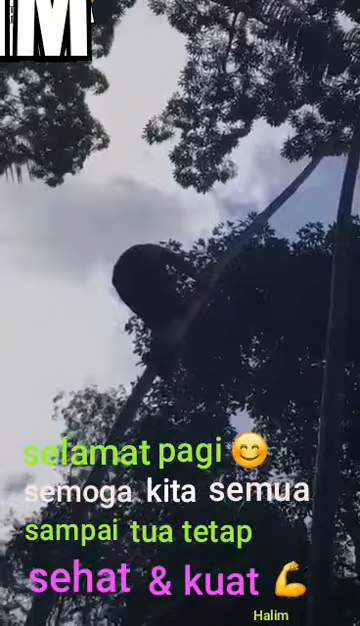 M
selamat pagi 😊
semoga kita semua
sampai tua tetap
sehat & kuat 💪
Halim